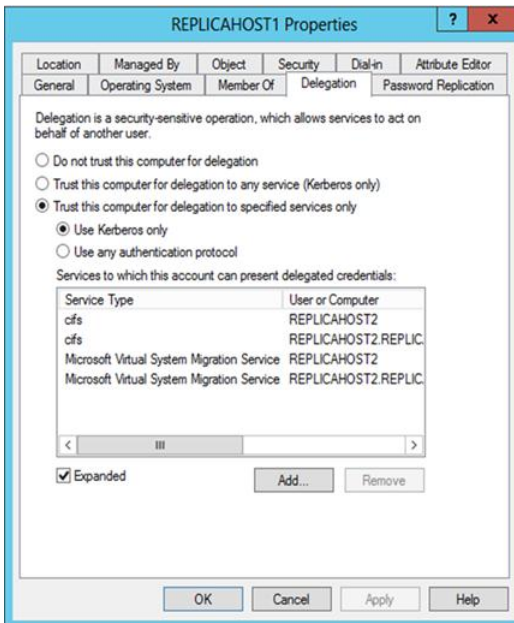 REPLICAHOST1 Properties
? x
Location Managed By Object Security Dial-in Attribute Editor
General Operating System Member Of Delegation Password Replication
Delegation is a security-sensitive operation, which allows services to act on
behalf of another user.
Do not trust this computer for delegation
Trust this computer for delegation to any service (Kerberos only)
Trust this computer for delegation to specified services only
Use Kerberos only
Use any authentication protocol
Services to which this account can present delegated credentials:
Service Type User or Computer
cifs REPLICAHOST2
cifs REPLICAHOST2.REPLIC.
Microsoft Virtual System Migration Service REPLICAHOST2
Microsoft Virtual System Migration Service REPLICAHOST2.REPLIC.
Expanded Add... Remove
OK Cancel Apply Help